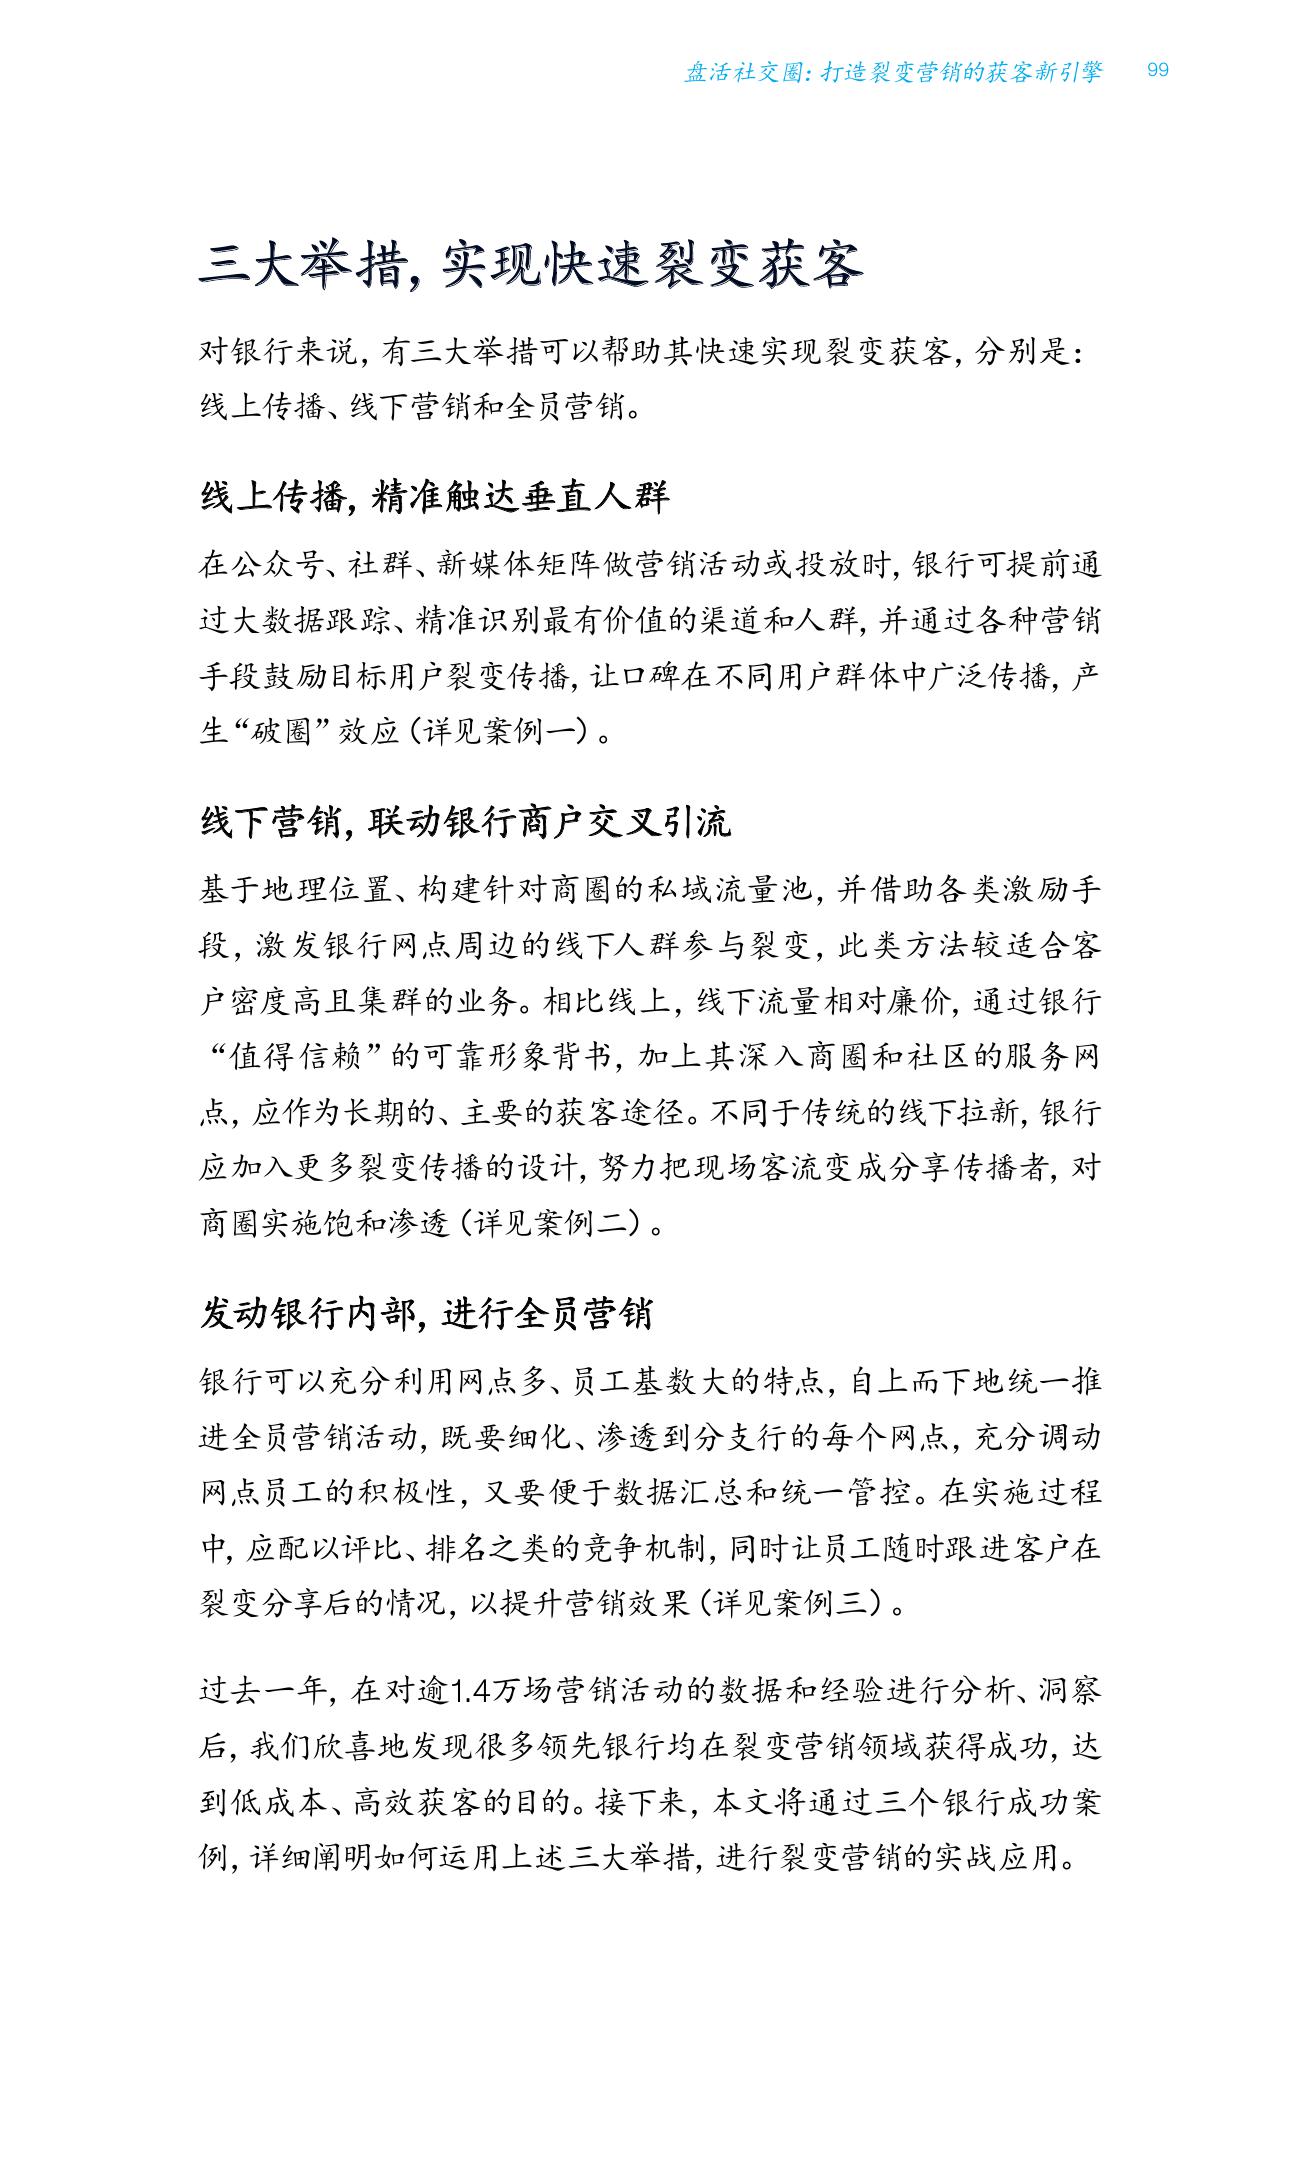 盘活社交圈：打造裂变营销的获客新引擎 99
三大举措，实现快速裂变获客
对银行来说，有三大举措可以帮助其快速实现裂变获客，分别是：
线上传播、线下营销和全员营销。
线上传播，精准触达垂直人群
在公众号、社群、新媒体矩阵做营销活动或投放时，银行可提前通
过大数据跟踪、精准识别最有价值的渠道和人群，并通过各种营销
手段鼓励目标用户裂变传播，让口碑在不同用户群体中广泛传播，产
生“破圈”效应（详见案例一）。
线下营销，联动银行商户交叉引流
基于地理位置、构建针对商圈的私域流量池，并借助各类激励手
段，激发银行网点周边的线下人群参与裂变，此类方法较适合客
户密度高且集群的业务。相比线上，线下流量相对廉价，通过银行
“值得信赖”的可靠形象背书，加上其深入商圈和社区的服务网
点，应作为长期的、主要的获客途径。不同于传统的线下拉新，银行
应加入更多裂变传播的设计，努力把现场客流变成分享传播者，对
商圈实施饱和渗透（详见案例二）。
发动银行内部，进行全员营销
银行可以充分利用网点多、员工基数大的特点，自上而下地统一推
进全员营销活动，既要细化、渗透到分支行的每个网点，充分调动
网点员工的积极性，又要便于数据汇总和统一管控。在实施过程
中，应配以评比、排名之类的竞争机制，同时让员工随时跟进客户在
裂变分享后的情况，以提升营销效果（详见案例三）。
过去一年，在对逾1.4万场营销活动的数据和经验进行分析、洞察
后，我们欣喜地发现很多领先银行均在裂变营销领域获得成功，达
到低成本、高效获客的目的。接下来，本文将通过三个银行成功案
例，详细阐明如何运用上述三大举措，进行裂变营销的实战应用。